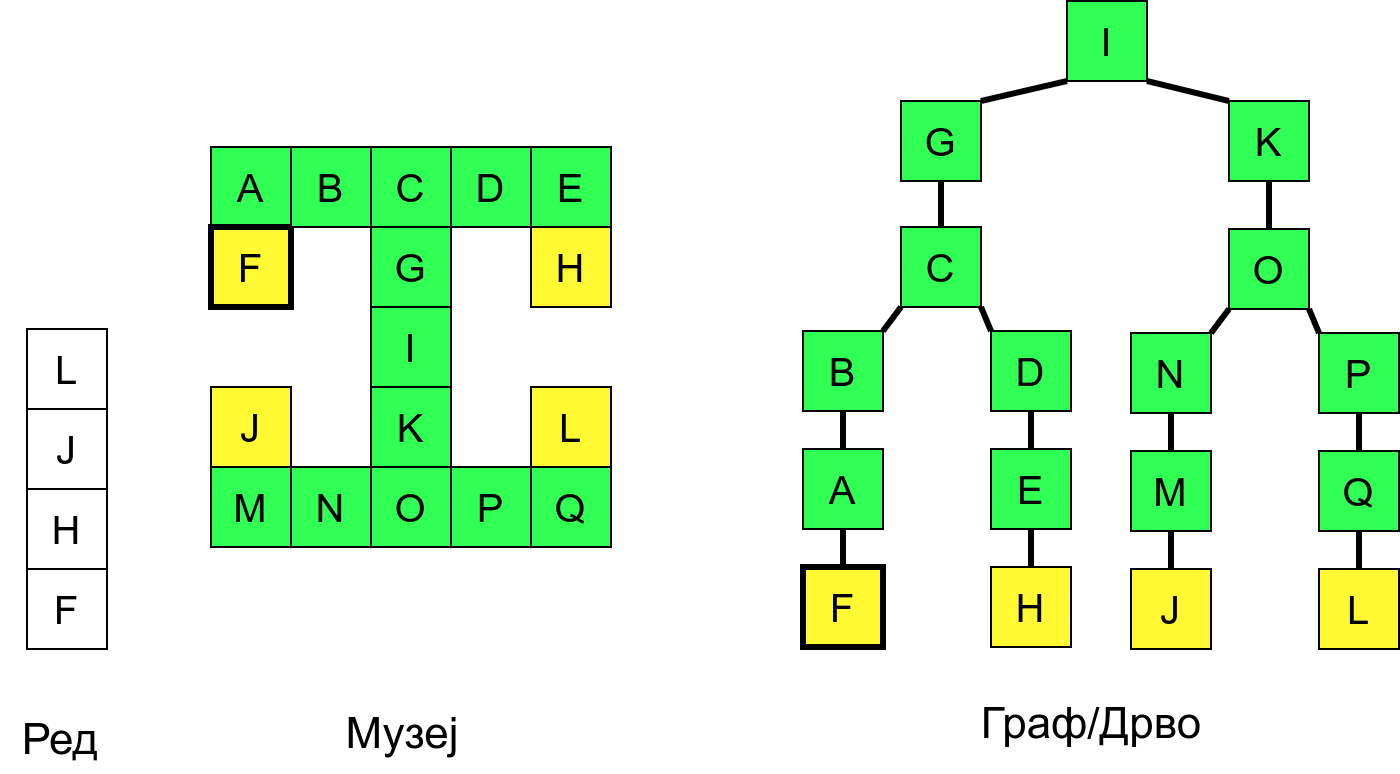 L
J
H
F
Ред
A B C D E
F G H
I
J K L
M N O P Q
Музеј
I
G K
C O
B D N P
A E M Q
F H J L
Граф/Дрво